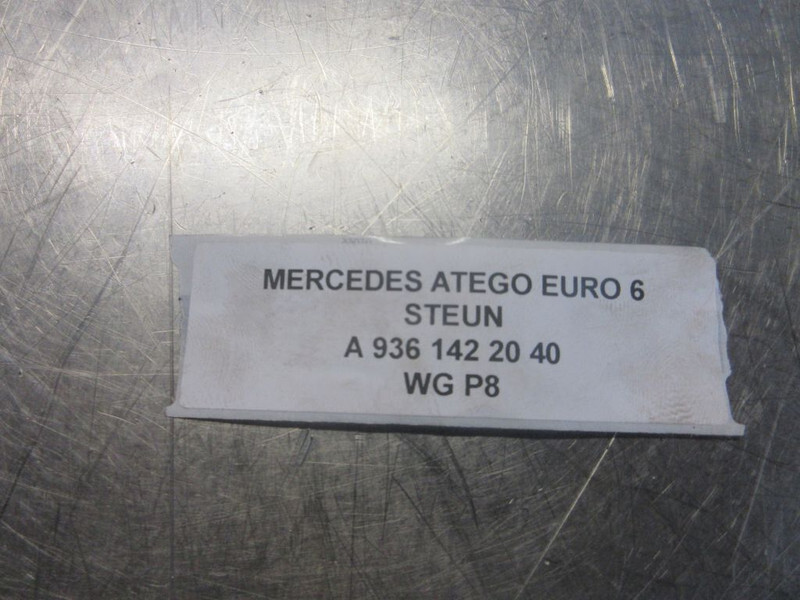 MERCEDES ATEGO EURO 6
STEUN
A 936 142 20 40
WG P8